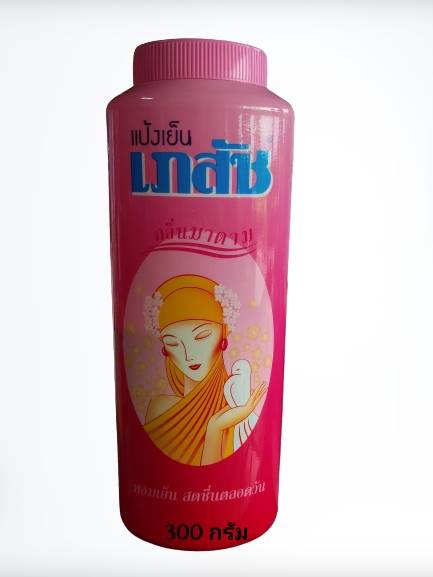 แป้งเย็น
เภสัช
กลิ่นมาดาม
หอมเย็น สดชื่นตลอดวัน
300 กรัม